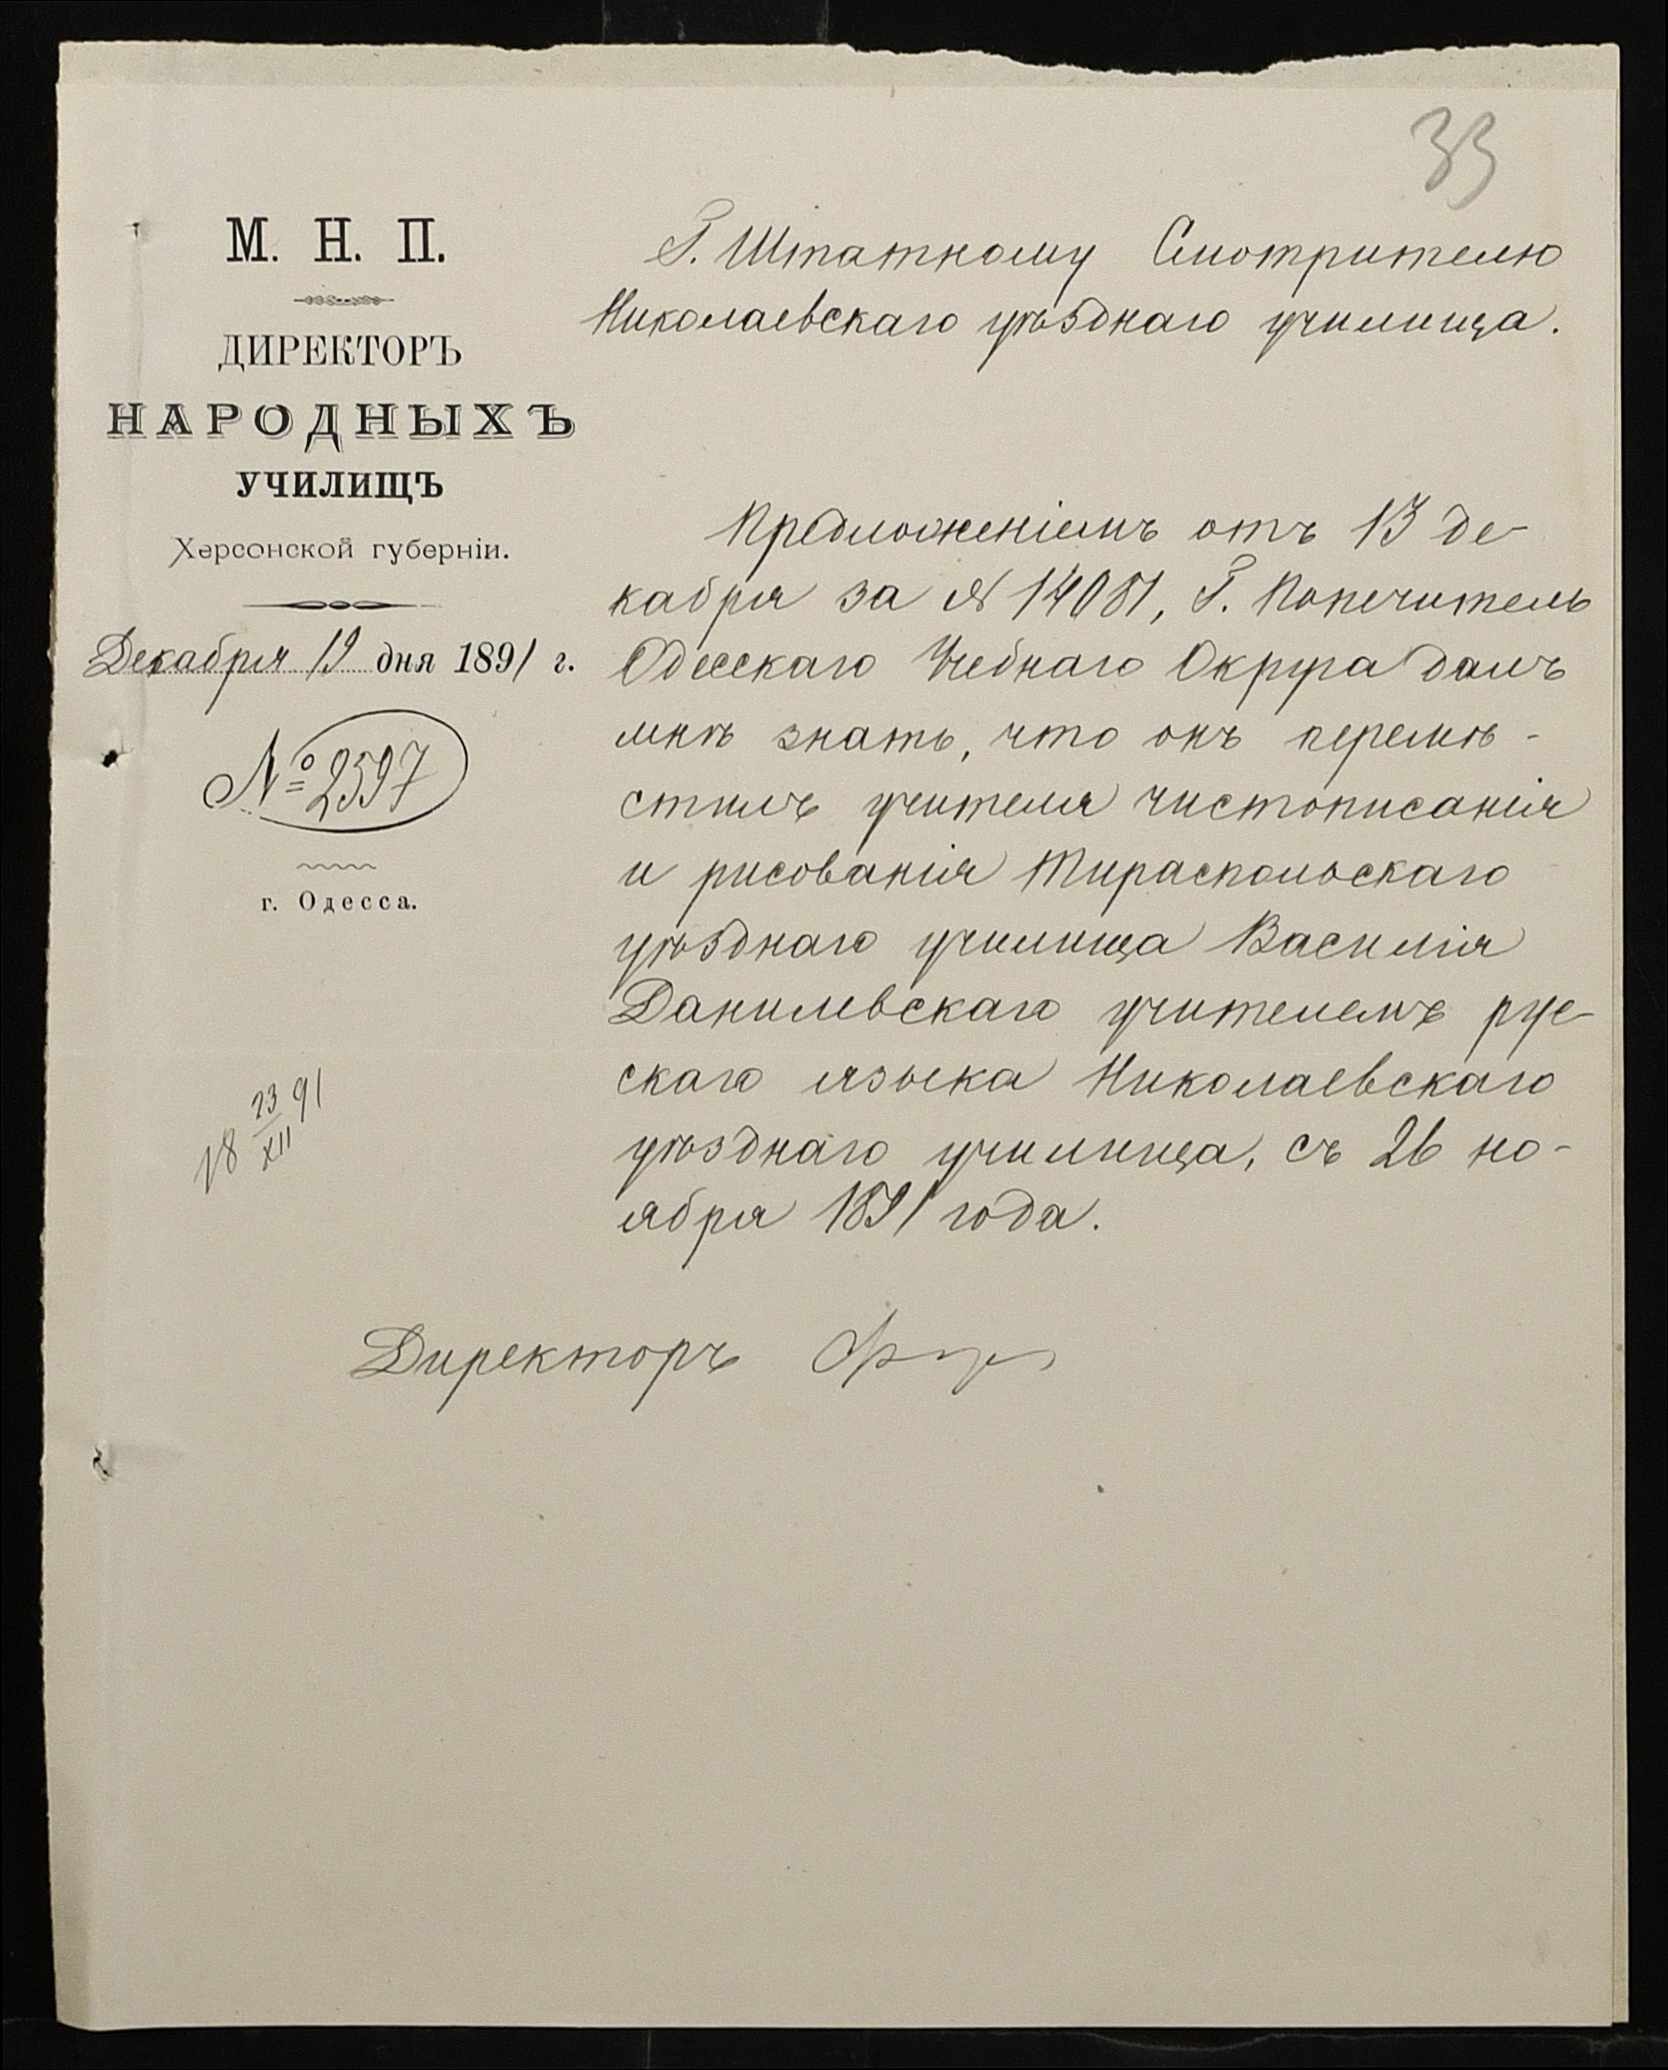 33
М. Н. П.
ДИРЕКТОРЪ
НАРОДНЫХЪ
УЧИЛИЩЪ
Херсонской губерніи.
Декабря 19 дня 1891 г.
№ 2597
г. Одесса.
23
XII 91
Г. Штатному Смотрителю
Николаевскаго уѣзднаго училища.
Предложеніемъ отъ 13 де-
кабря за № 14081, Г. Попечитель
Одесскаго Учебнаго Округа далъ
мнѣ знать, что онъ перемѣ-
стилъ учителя чистописанія
и рисованія Тираспольскаго
уѣзднаго училища Василія
Данилевскаго учителемъ рус-
скаго языка Николаевскаго
уѣзднаго училища, съ 26 но-
ября 1891 года.
Директоръ